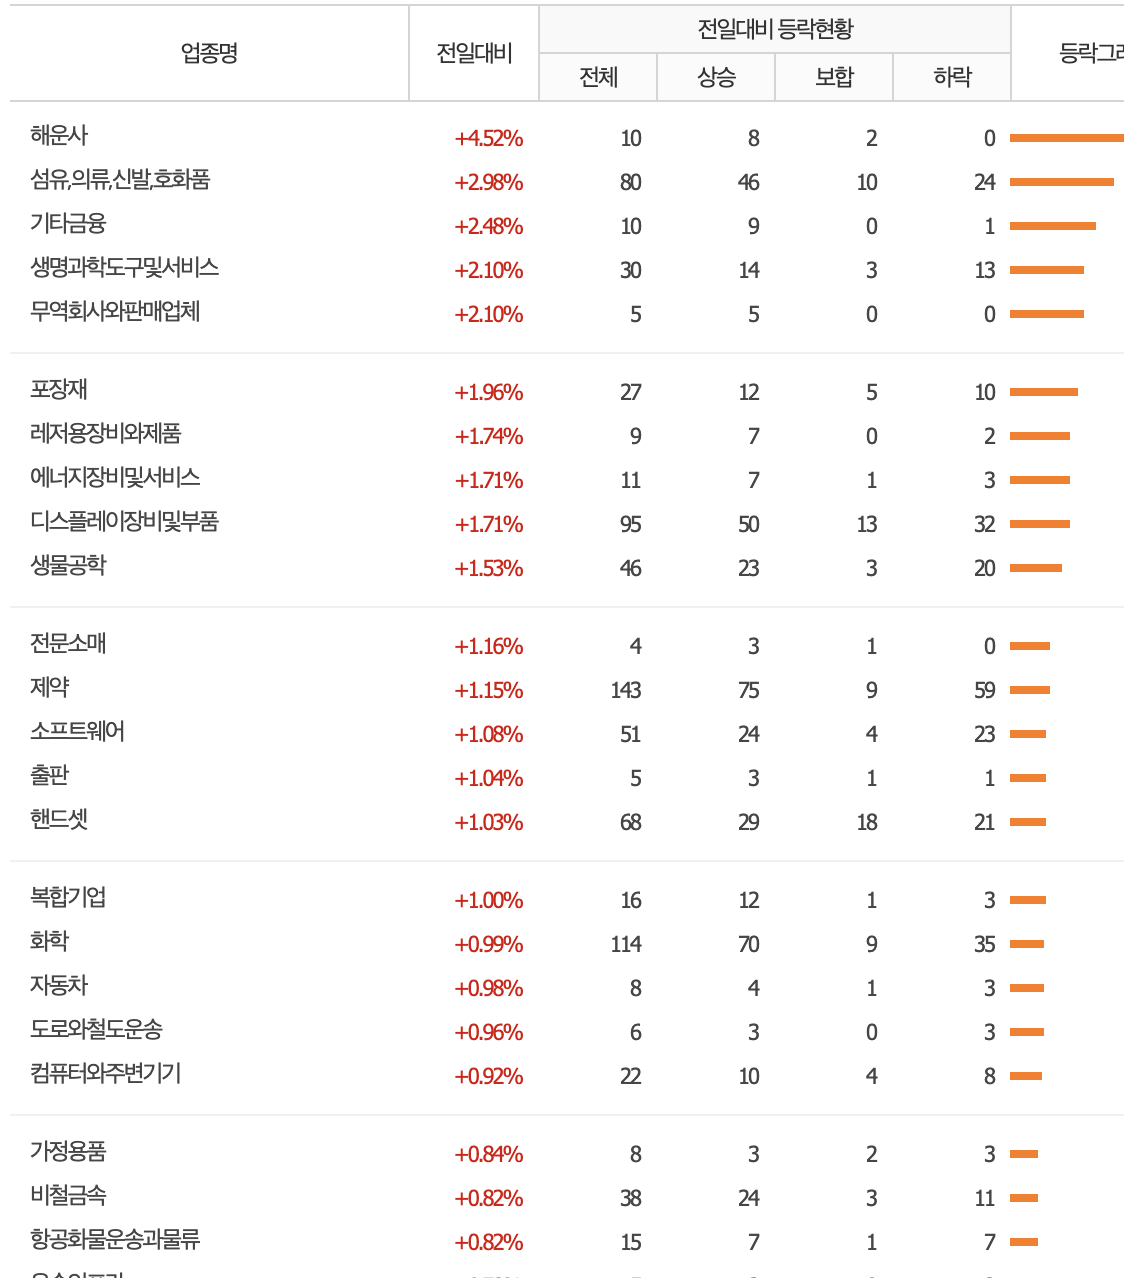 업종명 전일대비 전일대비 등락현황 등락그
전체 상승 보합 하락
해운사 +4.52% 10 8 2 0
섬유,의류,신발,호화품 +2.98% 80 46 10 24
기타금융 +2.48% 10 9 0 1
생명과학도구및서비스 +2.10% 30 14 3 13
무역회사와판매업체 +2.10% 5 5 0 0
포장재 +1.96% 27 12 5 10
레저용장비와제품 +1.74% 9 7 0 2
에너지장비및서비스 +1.71% 11 7 1 3
디스플레이장비및부품 +1.71% 95 50 13 32
생물공학 +1.53% 46 23 3 20
전문소매 +1.16% 4 3 1 0
제약 +1.15% 143 75 9 59
소프트웨어 +1.08% 51 24 4 23
출판 +1.04% 5 3 1 1
핸드셋 +1.03% 68 29 18 21
복합기업 +1.00% 16 12 1 3
화학 +0.99% 114 70 9 35
자동차 +0.98% 8 4 1 3
도로와철도운송 +0.96% 6 3 0 3
컴퓨터와주변기기 +0.92% 22 10 4 8
가정용품 +0.84% 8 3 2 3
비철금속 +0.82% 38 24 3 11
항공화물운송과물류 +0.82% 15 7 1 7